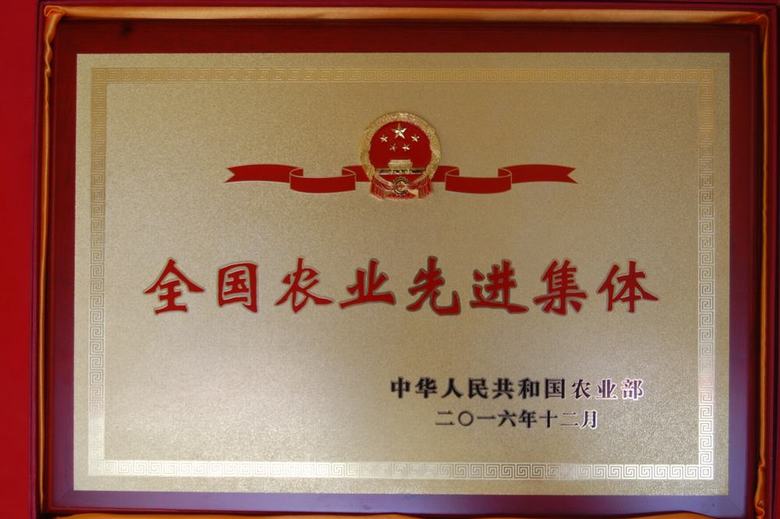 全国农业先进集体
中华人民共和国农业部
二〇一六年十二月